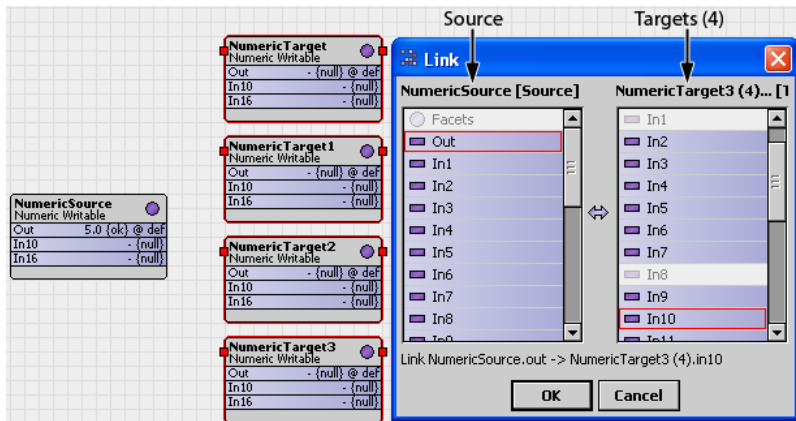 Source
Targets (4)
NumericTarget
Numeric Writable
Out - {null} @ def
In10 - {null}
In16 - {null}
NumericTarget1
Numeric Writable
Out - {null} @ def
In10 - {null}
In16 - {null}
NumericSource
Numeric Writable
Out 5.0 {ok} @ def
In10 - {null}
In16 - {null}
NumericTarget2
Numeric Writable
Out - {null} @ def
In10 - {null}
In16 - {null}
NumericTarget3
Numeric Writable
Out - {null} @ def
In10 - {null}
In16 - {null}
Link
NumericSource [Source]
Facets
Out
In1
In2
In3
In4
In5
In6
In7
In8
In9
NumericTarget3 (4)... [T
In1
In2
In3
In4
In5
In6
In7
In8
In9
In10
In11
Link NumericSource.out -> NumericTarget3 (4).in10
OK
Cancel